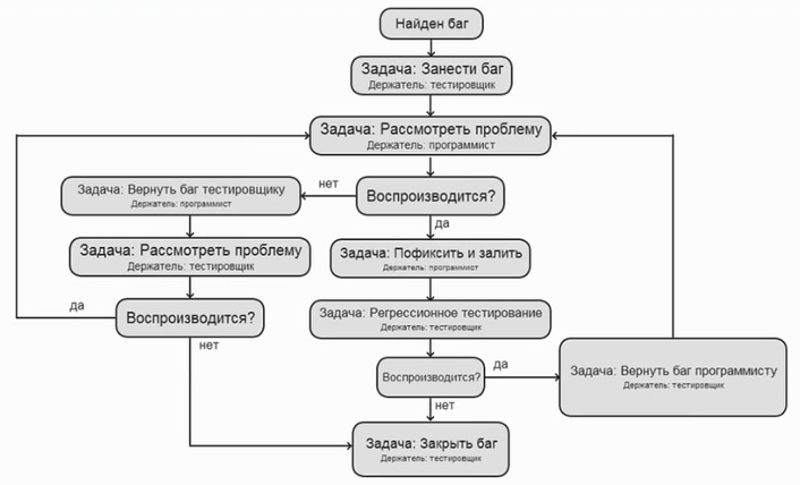 Найден баг
Задача: Занести баг
Держатель: тестировщик
Задача: Рассмотреть проблему
Держатель: программист
Задача: Вернуть баг тестировщику
Держатель: программист
нет
Воспроизводится?
да
Задача: Рассмотреть проблему
Держатель: тестировщик
Задача: Пофиксить и залить
Держатель: программист
да
Воспроизводится?
нет
Задача: Регрессионное тестирование
Держатель: тестировщик
Воспроизводится?
да
нет
Задача: Вернуть баг программисту
Держатель: тестировщик
Задача: Закрыть баг
Держатель: тестировщик